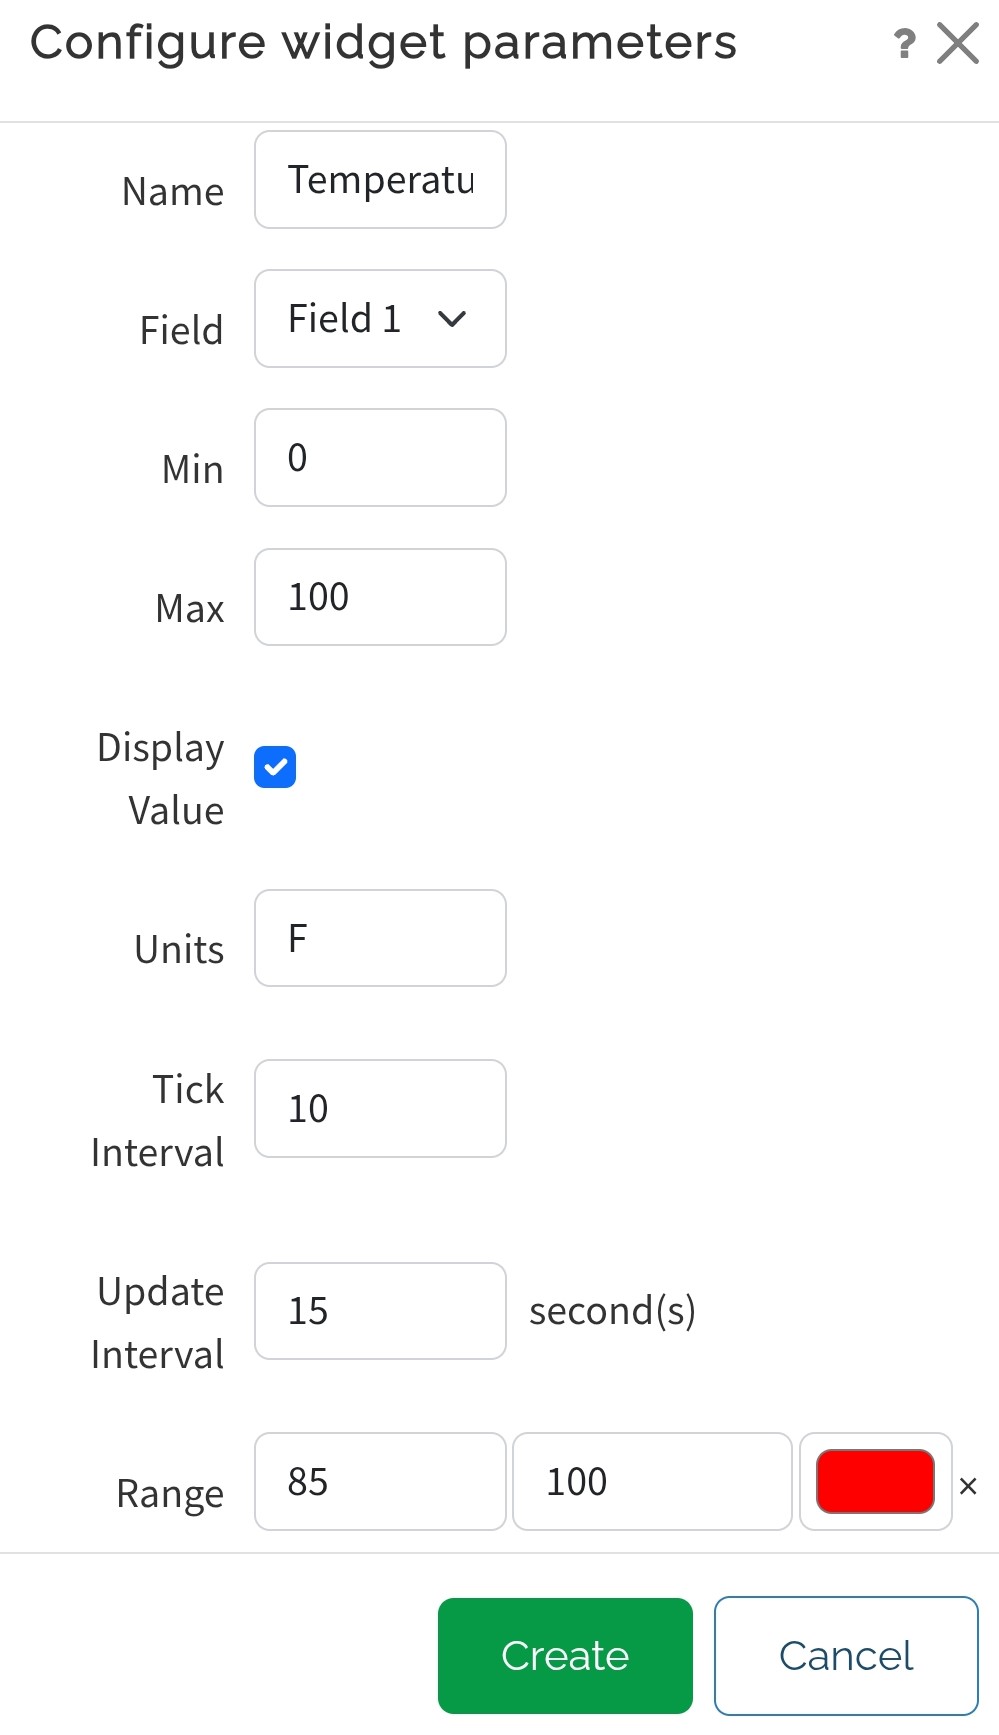 Configure widget parameters ? ×
Name Temperatu
Field Field 1
Min 0
Max 100
Display
Value
Units F
Tick
Interval 10
Update
Interval 15 second(s)
Range 85 100 ×
Create Cancel